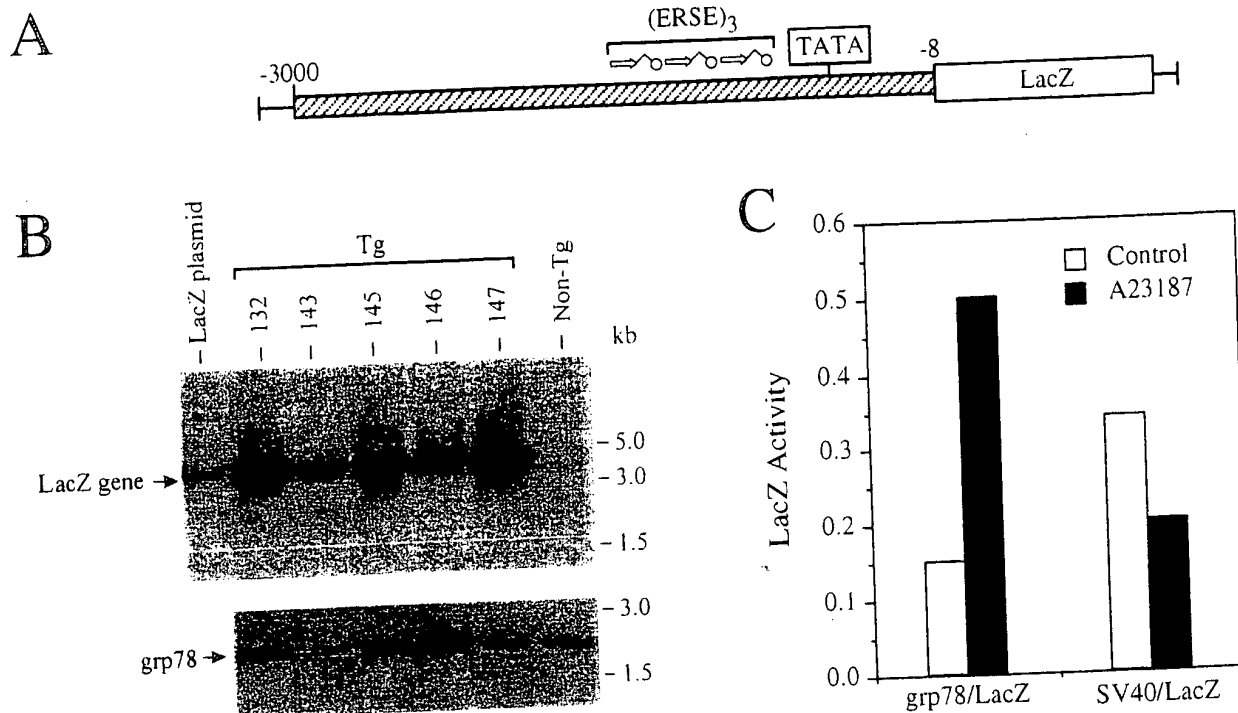 A
(ERSE)3
TATA
-3000
-8
LacZ
B
Tg
– LacZ plasmid
– 132
– 143
– 145
– 146
– 147
– Non-Tg
kb
LacZ gene
- 5.0
- 3.0
- 1.5
grp78
- 3.0
- 1.5
C
LacZ Activity
0.6
0.5
0.4
0.3
0.2
0.1
0.0
Control
A23187
grp78/LacZ
SV40/LacZ